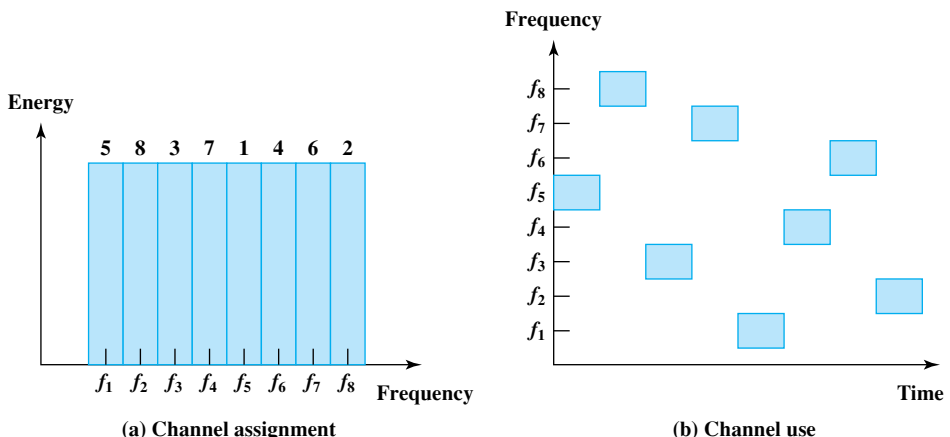 Energy
5 8 3 7 1 4 6 2
f1 f2 f3 f4 f5 f6 f7 f8
Frequency
(a) Channel assignment
Frequency
f8
f7
f6
f5
f4
f3
f2
f1
Time
(b) Channel use